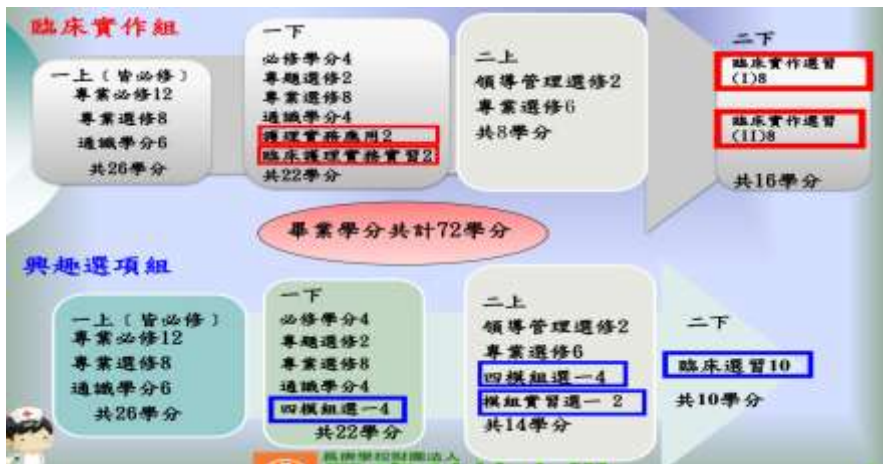 臨床實作組
一上(皆必修)
專業必修12
專業選修8
通識學分6
共26學分
一下
必修學分4
專題選修2
專業選修8
通識學分4
護理實務應用2
臨床護理實務實習2
共22學分
二上
領導管理選修2
專業選修6
共8學分
二下
臨床實作選習
(I)8
臨床實作選習
(II)8
共16學分
畢業學分共計72學分
興趣選項組
一上(皆必修)
專業必修12
專業選修8
通識學分6
共26學分
一下
必修學分4
專題選修2
專業選修8
通識學分4
四模組選一4
共22學分
二上
領導管理選修2
專業選修6
四模組選一4
模組實習選一 2
共14學分
二下
臨床選習10
共10學分
學校財團法人